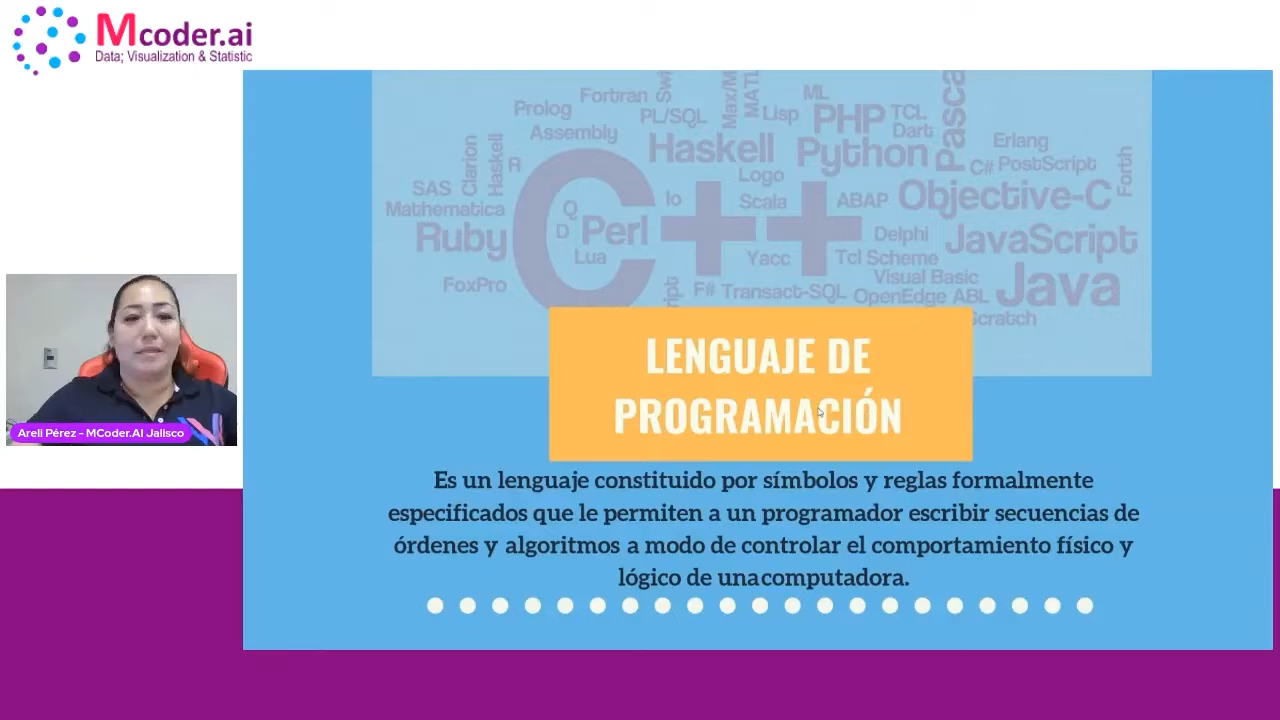 Mcoder.ai
Data; Visualization & Statistic
Fortran
Prolog
PL/SQL
Lisp
ML
PHP
TCL
Dart
Assembly
Haskell
Python
Pasca
Erlang
C# PostScript
Forth
Clarion
Haskell
R
Logo
SAS
Mathematica
Q
D
Perl
Io
Scala
ABAP
Objective-C
Ruby
C++
Delphi
JavaScript
Lua
Yacc
Tcl Scheme
Visual Basic
FoxPro
F# Transact-SQL
OpenEdge ABL
Java
Scratch
LENGUAJE DE
PROGRAMACIÓN
Areli Pérez - MCoder.AI Jalisco
Es un lenguaje constituido por símbolos y reglas formalmente
especificados que le permiten a un programador escribir secuencias de
órdenes y algoritmos a modo de controlar el comportamiento físico y
lógico de una computadora.